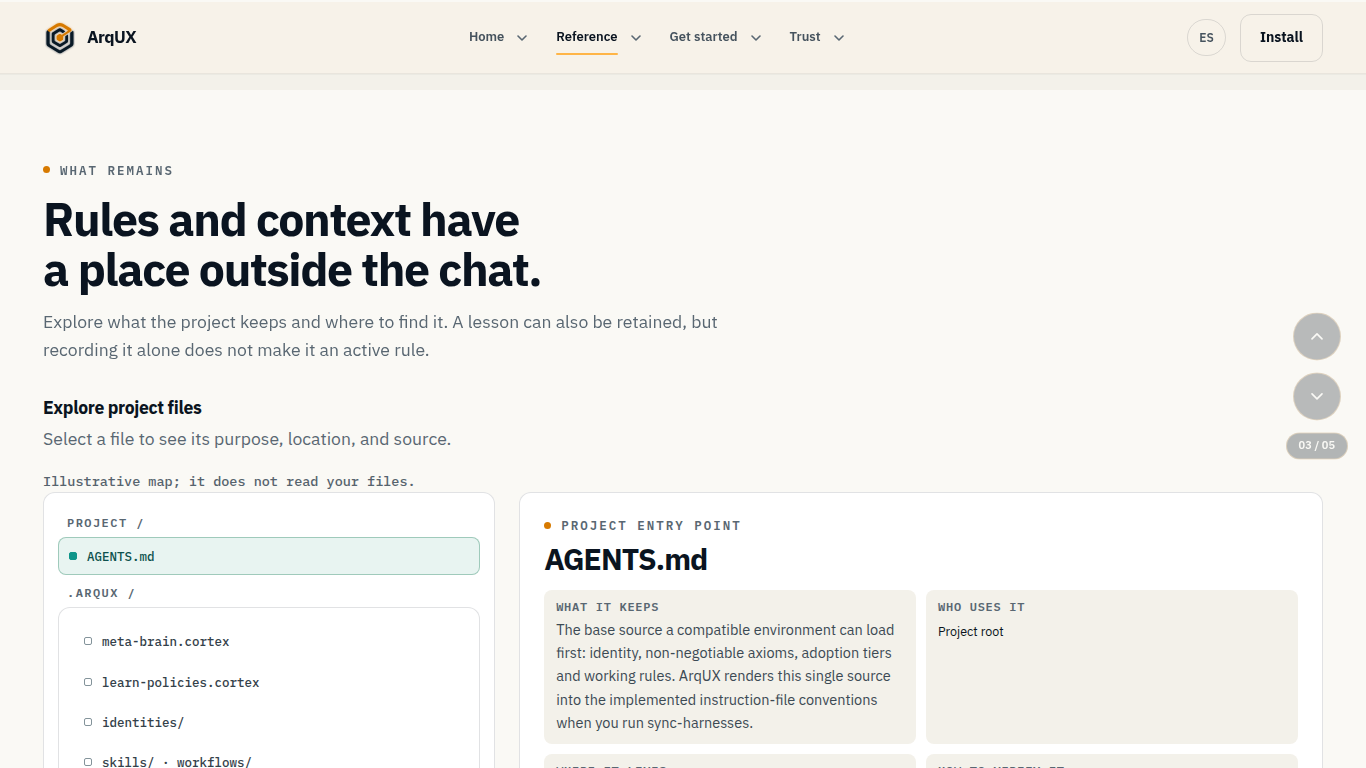 ArqUX
Home
Reference
Get started
Trust
ES
Install
WHAT REMAINS
Rules and context have
a place outside the chat.
Explore what the project keeps and where to find it. A lesson can also be retained, but
recording it alone does not make it an active rule.
Explore project files
Select a file to see its purpose, location, and source.
Illustrative map; it does not read your files.
03 / 05
PROJECT /
AGENTS.md
.ARQUX /
meta-brain.cortex
learn-policies.cortex
identities/
skills/ · workflows/
PROJECT ENTRY POINT
AGENTS.md
WHAT IT KEEPS
The base source a compatible environment can load
first: identity, non-negotiable axioms, adoption tiers
and working rules. ArqUX renders this single source
into the implemented instruction-file conventions
when you run sync-harnesses.
WHO USES IT
Project root